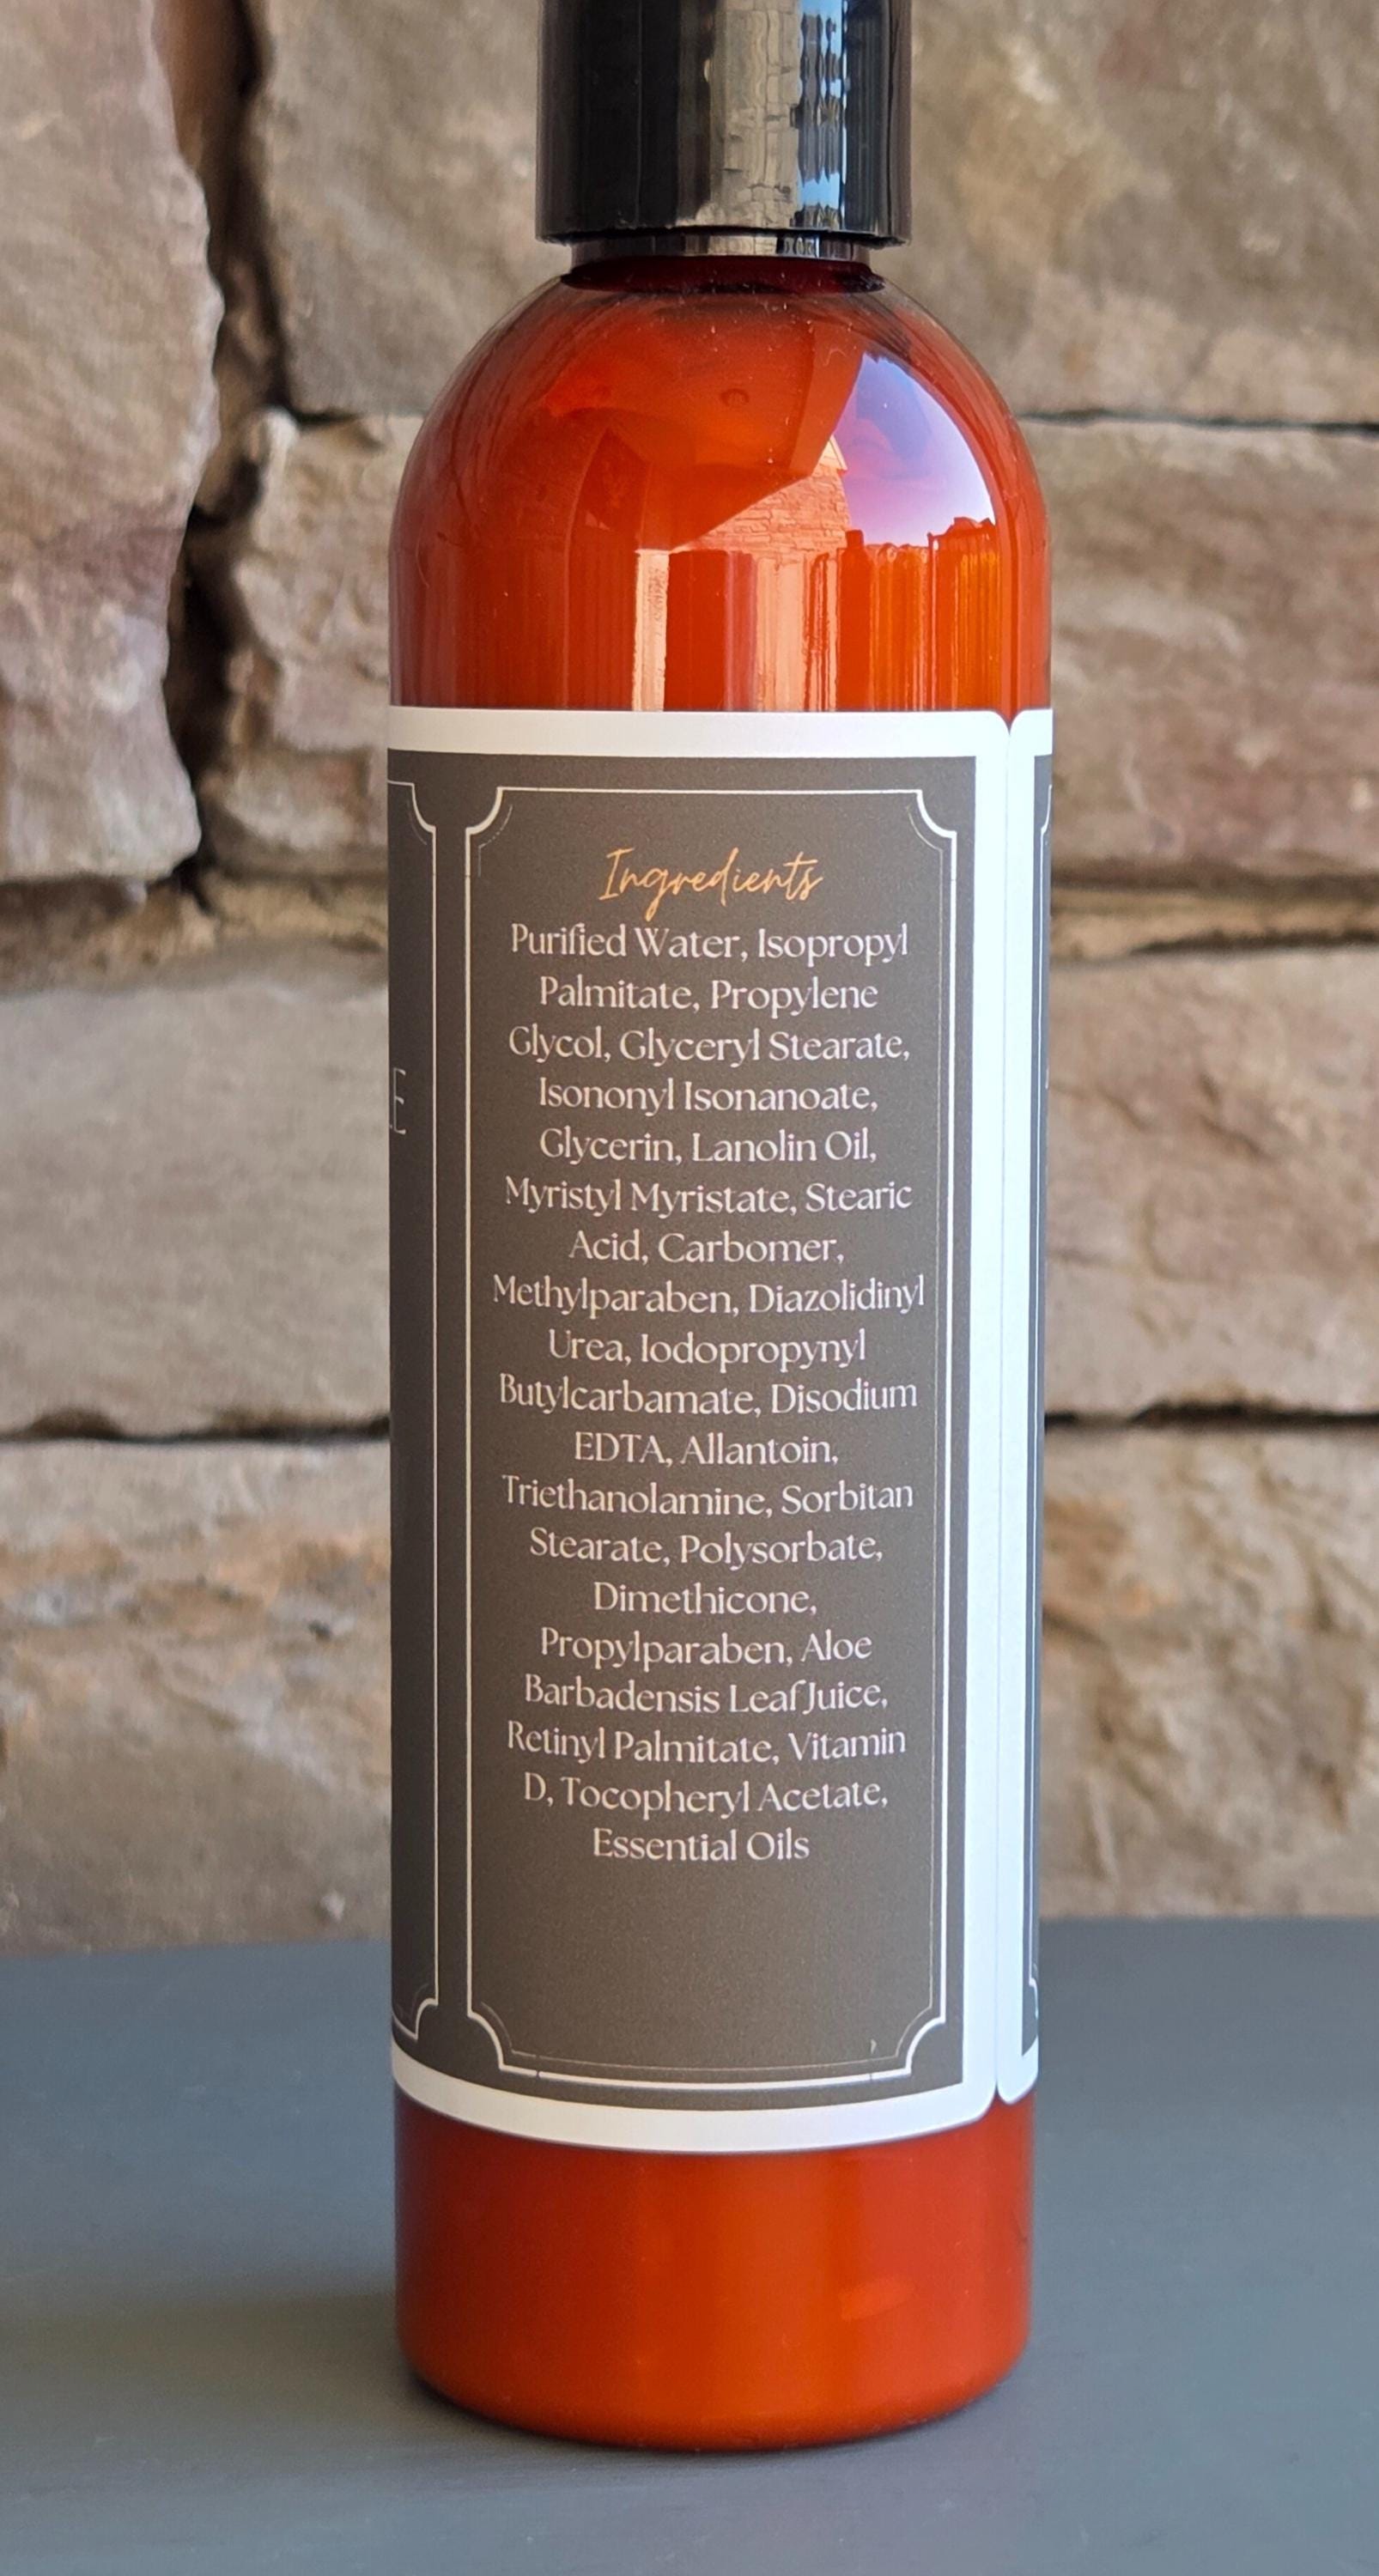 Ingredients
Purified Water, Isopropyl
Palmitate, Propylene
Glycol, Glyceryl Stearate,
Isononyl Isonanoate,
Glycerin, Lanolin Oil,
Myristyl Myristate, Stearic
Acid, Carbomer,
Methylparaben, Diazolidinyl
Urea, Iodopropynyl
Butylcarbamate, Disodium
EDTA, Allantoin,
Triethanolamine, Sorbitan
Stearate, Polysorbate,
Dimethicone,
Propylparaben, Aloe
Barbadensis Leaf Juice,
Retinyl Palmitate, Vitamin
D, Tocopheryl Acetate,
Essential Oils